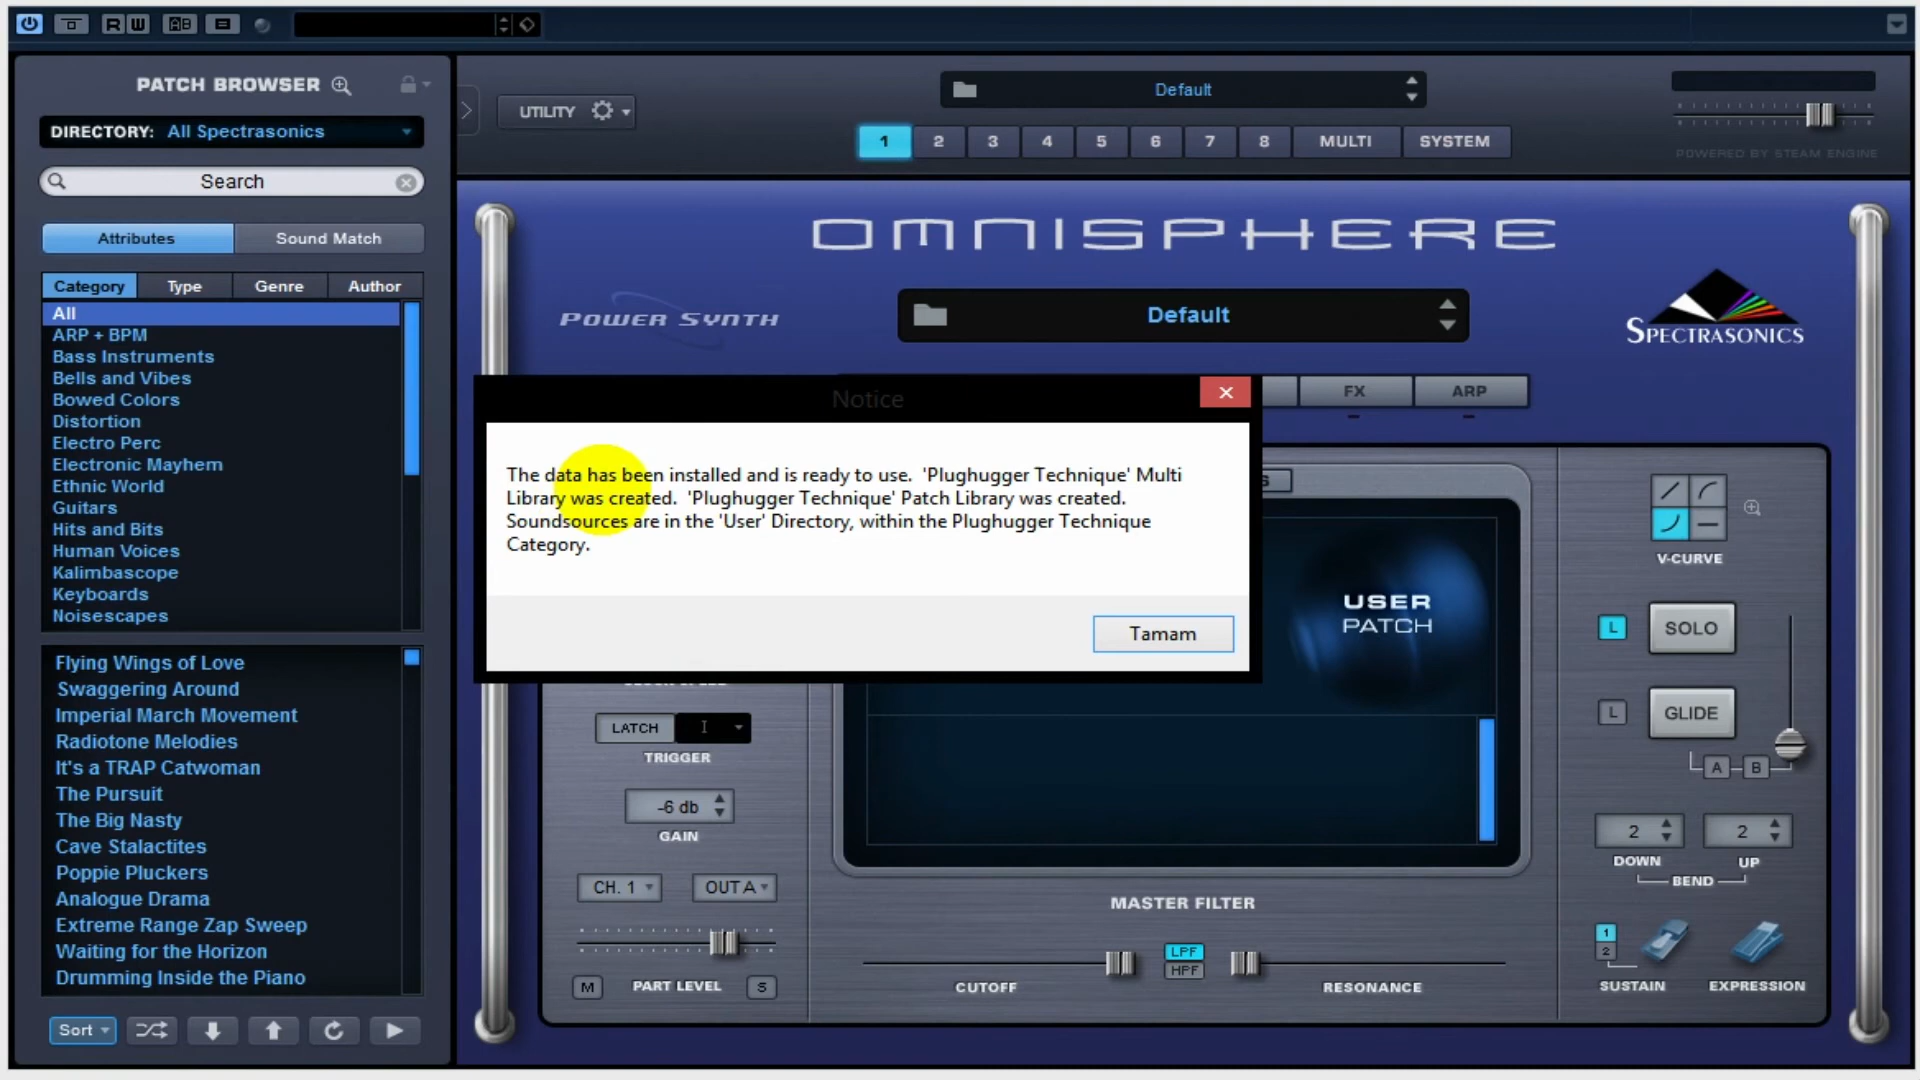 R W AB
PATCH BROWSER
DIRECTORY: All Spectrasonics
Search
Attributes Sound Match
Category Type Genre Author
All
ARP + BPM
Bass Instruments
Bells and Vibes
Bowed Colors
Distortion
Electro Perc
Electronic Mayhem
Ethnic World
Guitars
Hits and Bits
Human Voices
Kalimbascope
Keyboards
Noisescapes
Flying Wings of Love
Swaggering Around
Imperial March Movement
Radiotone Melodies
It's a TRAP Catwoman
The Pursuit
The Big Nasty
Cave Stalactites
Poppie Pluckers
Analogue Drama
Extreme Range Zap Sweep
Waiting for the Horizon
Drumming Inside the Piano
Sort
UTILITY
Default
1 2 3 4 5 6 7 8 MULTI SYSTEM
POWERED BY STEAM ENGINE
OMNISPHERE
POWER SYNTH
Default
SPECTRASONICS
FX ARP
Notice
The data has been installed and is ready to use. 'Plughugger Technique' Multi
Library was created. 'Plughugger Technique' Patch Library was created.
Soundsources are in the 'User' Directory, within the Plughugger Technique
Category.
Tamam
USER
PATCH
LATCH
TRIGGER
-6 db
GAIN
CH. 1 OUT A
M PART LEVEL S
MASTER FILTER
LPF
HPF
CUTOFF RESONANCE
V-CURVE
L SOLO
L GLIDE
A B
2 2
DOWN UP
BEND
1
2
SUSTAIN EXPRESSION